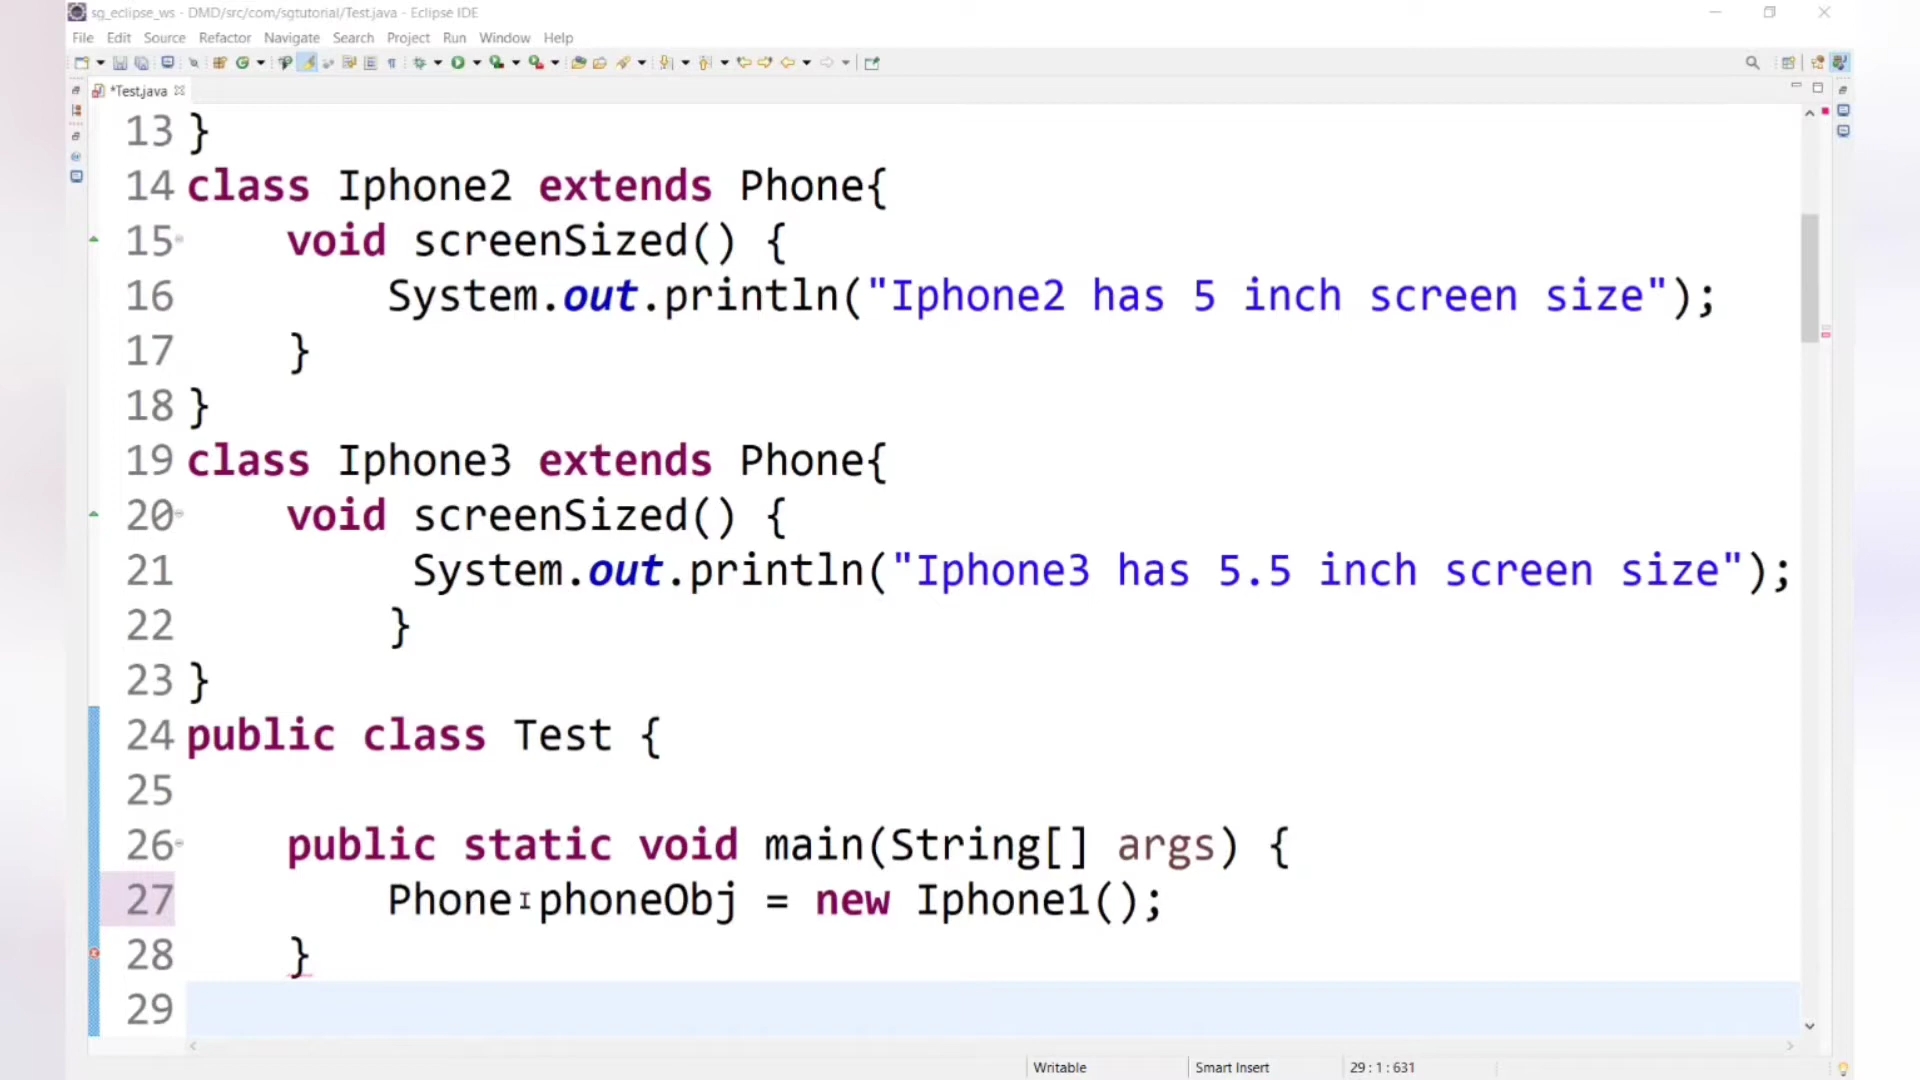 sg_eclipse_ws - DMD/src/com/sgtutorial/Test.java - Eclipse IDE
File Edit Source Refactor Navigate Search Project Run Window Help
*Test.java
13 }
14 class Iphone2 extends Phone{
15 void screenSized() {
16 System.out.println("Iphone2 has 5 inch screen size");
17 }
18 }
19 class Iphone3 extends Phone{
20 void screenSized() {
21 System.out.println("Iphone3 has 5.5 inch screen size");
22 }
23 }
24 public class Test {
25
26 public static void main(String[] args) {
27 Phone phoneObj = new Iphone1();
28 }
29
Writable Smart Insert 29 : 1 : 631